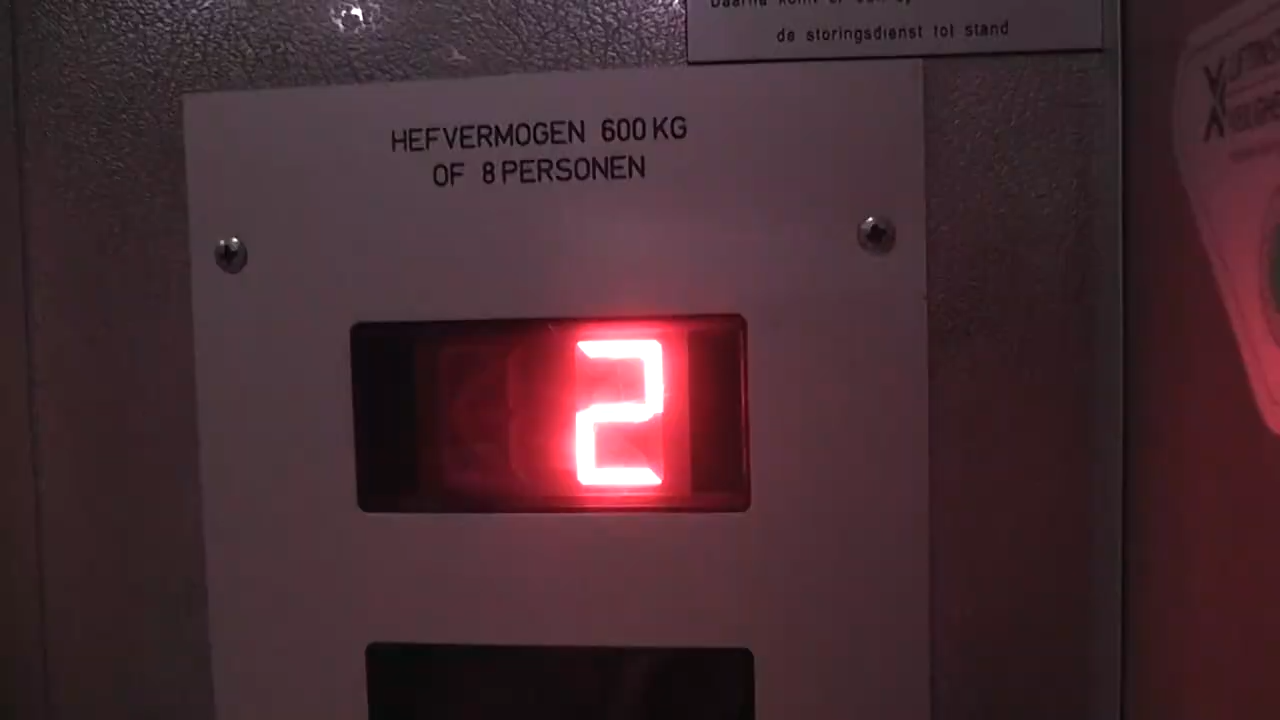 de storingsdienst tot stand
HEFVERMOGEN 600 KG
OF 8 PERSONEN
2